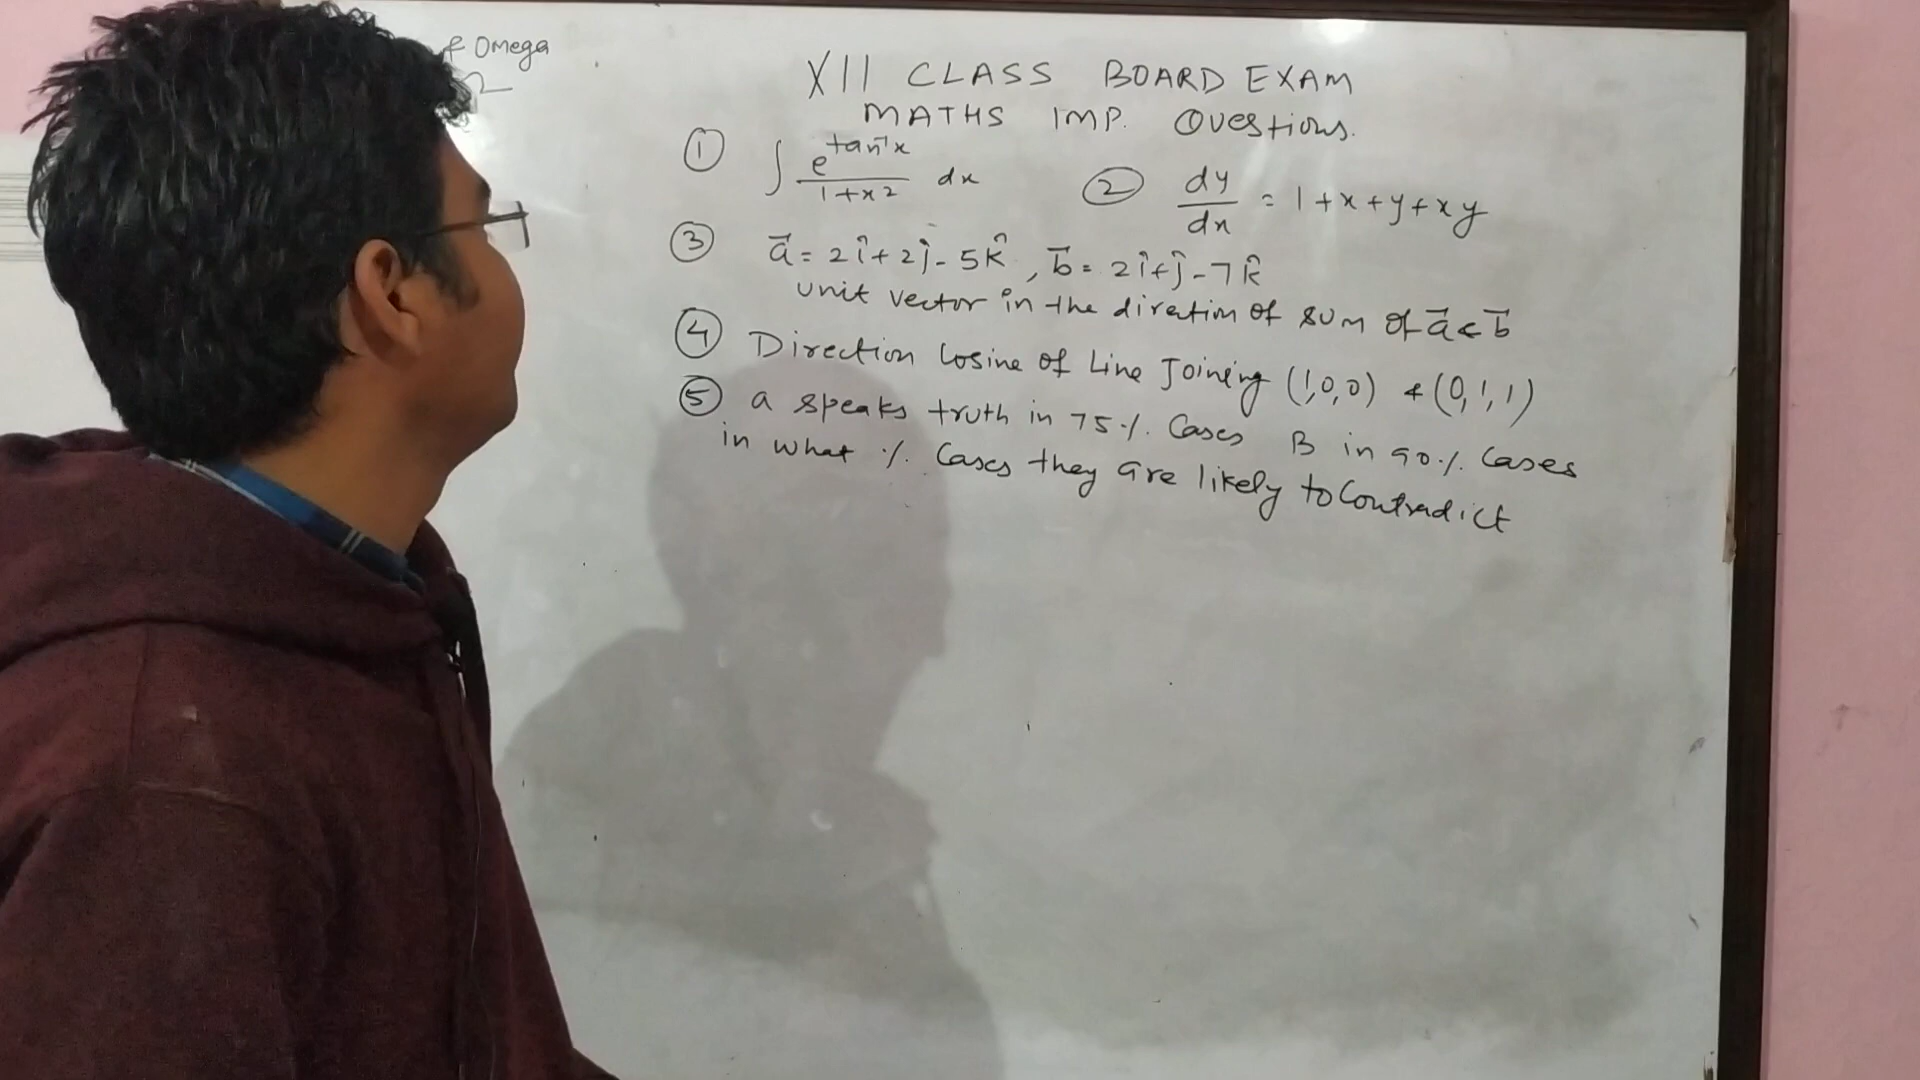 & Omega
Ω
XII CLASS BOARD EXAM
MATHS IMP. Questions.
① ∫ e^(tan⁻¹x) / (1+x²) dx ② dy/dx = 1+x+y+xy
③ a⃗ = 2î+2ĵ-5k̂, b⃗ = 2î+ĵ-7k̂
unit vector in the diretion of sum of a⃗ & b⃗
④ Direction Cosine of Line Joining (1,0,0) & (0,1,1)
⑤ a speaks truth in 75%. Cases B in 90%. Cases
in what %. Cases they are likely to Contradict